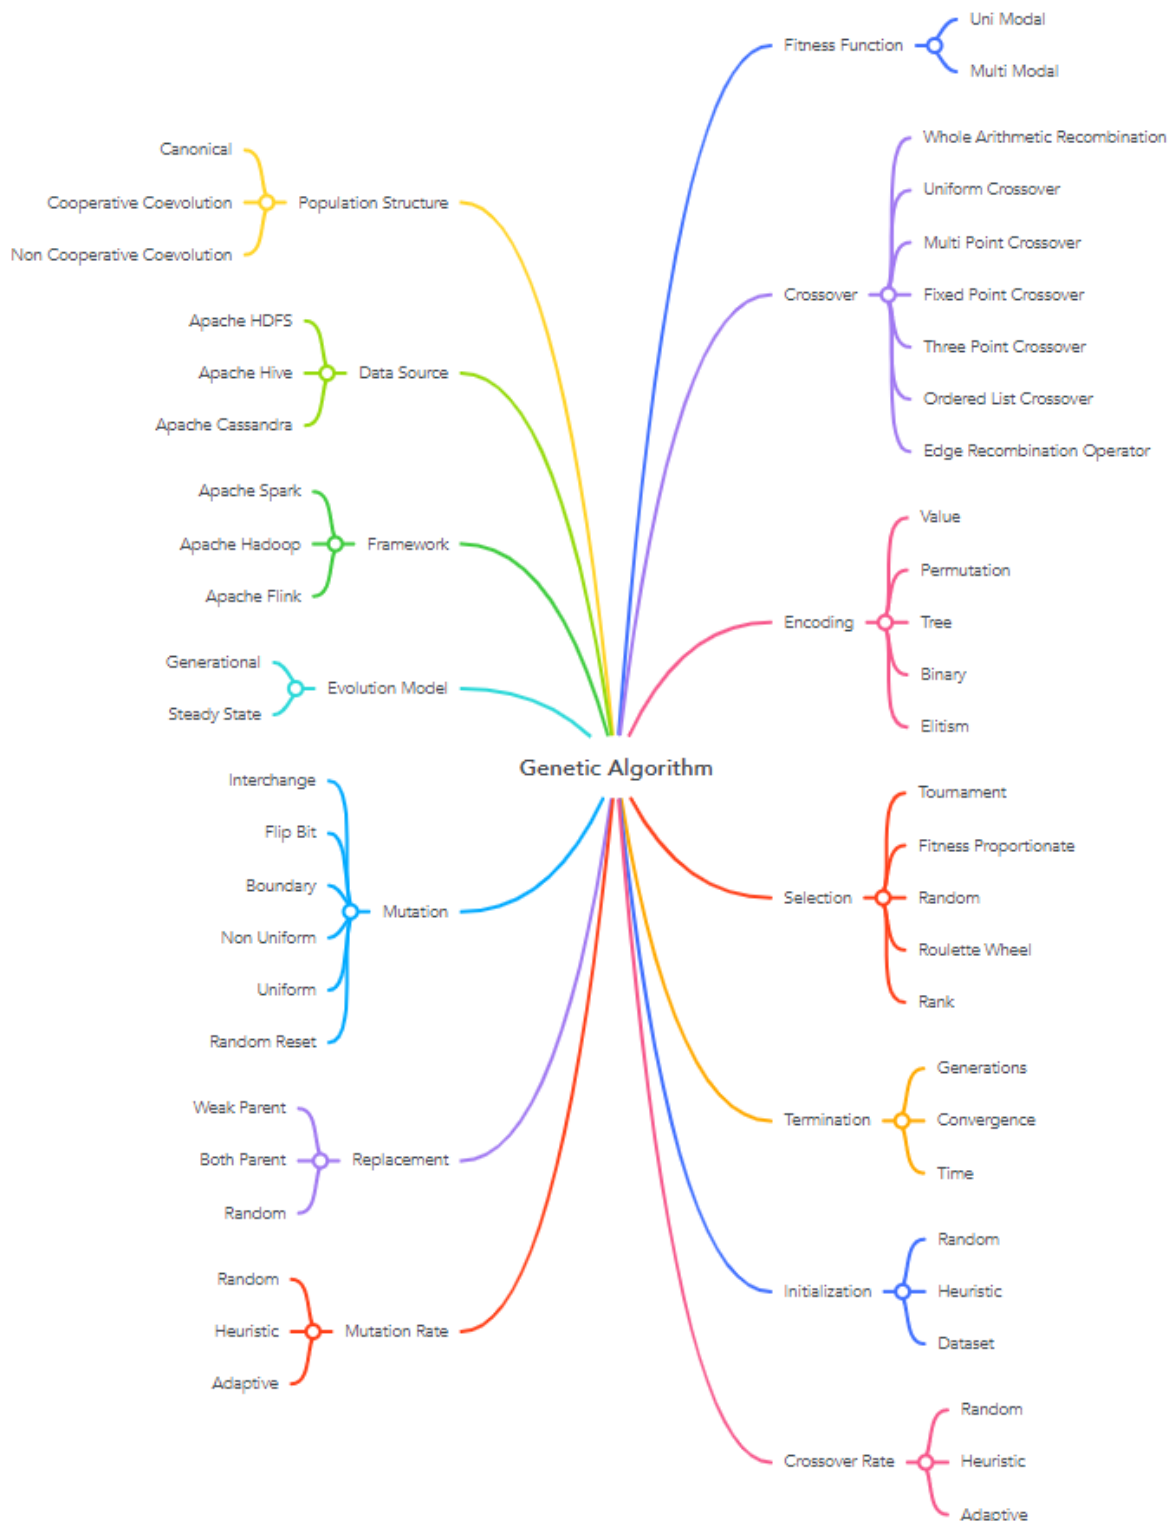 Genetic Algorithm
Fitness Function
Uni Modal
Multi Modal
Crossover
Whole Arithmetic Recombination
Uniform Crossover
Multi Point Crossover
Fixed Point Crossover
Three Point Crossover
Ordered List Crossover
Edge Recombination Operator
Encoding
Value
Permutation
Tree
Binary
Elitism
Selection
Tournament
Fitness Proportionate
Random
Roulette Wheel
Rank
Termination
Generations
Convergence
Time
Initialization
Random
Heuristic
Dataset
Crossover Rate
Random
Heuristic
Adaptive
Population Structure
Canonical
Cooperative Coevolution
Non Cooperative Coevolution
Data Source
Apache HDFS
Apache Hive
Apache Cassandra
Framework
Apache Spark
Apache Hadoop
Apache Flink
Evolution Model
Generational
Steady State
Mutation
Interchange
Flip Bit
Boundary
Non Uniform
Uniform
Random Reset
Replacement
Weak Parent
Both Parent
Random
Mutation Rate
Random
Heuristic
Adaptive